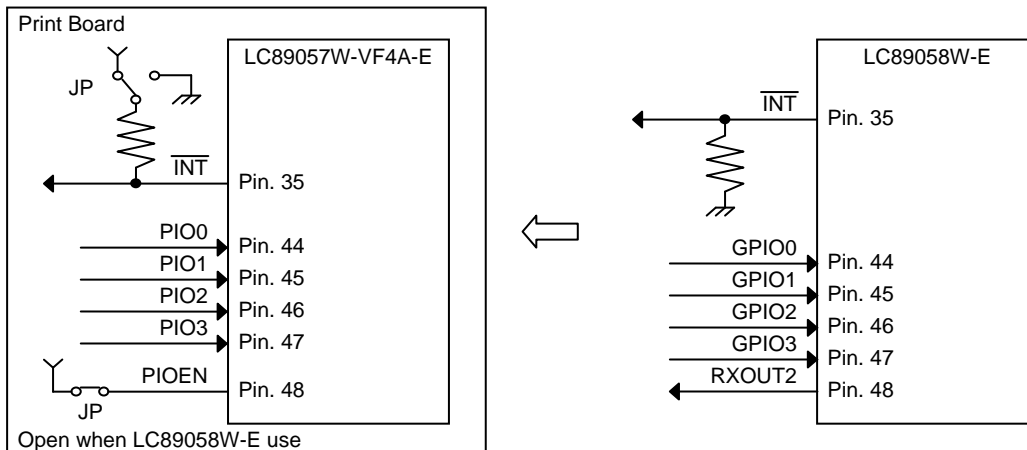 Print Board
LC89057W-VF4A-E
JP
INT
Pin. 35
PIO0
Pin. 44
PIO1
Pin. 45
PIO2
Pin. 46
PIO3
Pin. 47
PIOEN
Pin. 48
JP
Open when LC89058W-E use
LC89058W-E
INT
Pin. 35
GPIO0
Pin. 44
GPIO1
Pin. 45
GPIO2
Pin. 46
GPIO3
Pin. 47
RXOUT2
Pin. 48